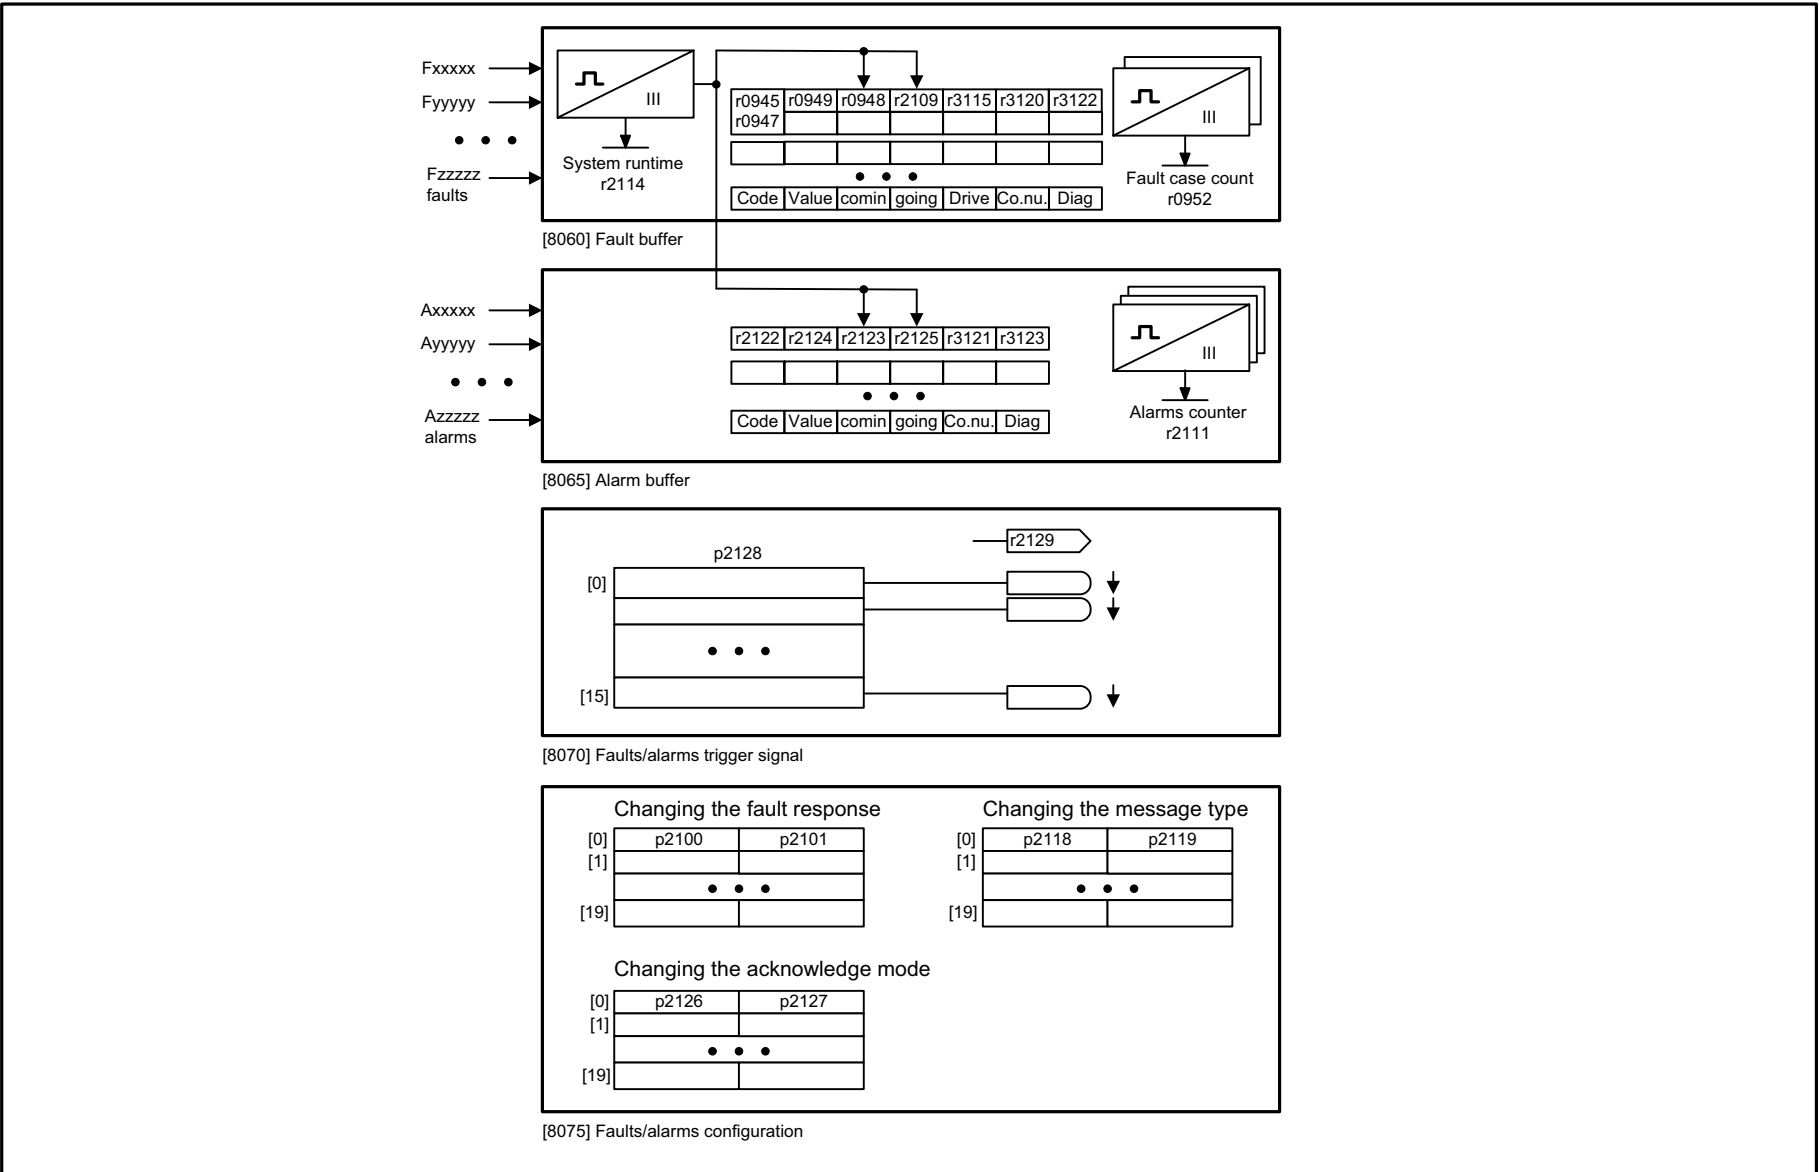 Fxxxxx
Fyyyyy
Fzzzzz
faults
III
System runtime
r2114
r0945 r0949 r0948 r2109 r3115 r3120 r3122
r0947
Code Value comin going Drive Co.nu. Diag
III
Fault case count
r0952
[8060] Fault buffer
Axxxxx
Ayyyyy
Azzzzz
alarms
r2122 r2124 r2123 r2125 r3121 r3123
Code Value comin going Co.nu. Diag
III
Alarms counter
r2111
[8065] Alarm buffer
p2128
r2129
[0]
[15]
[8070] Faults/alarms trigger signal
Changing the fault response
[0] p2100 p2101
[1]
[19]
Changing the message type
[0] p2118 p2119
[1]
[19]
Changing the acknowledge mode
[0] p2126 p2127
[1]
[19]
[8075] Faults/alarms configuration